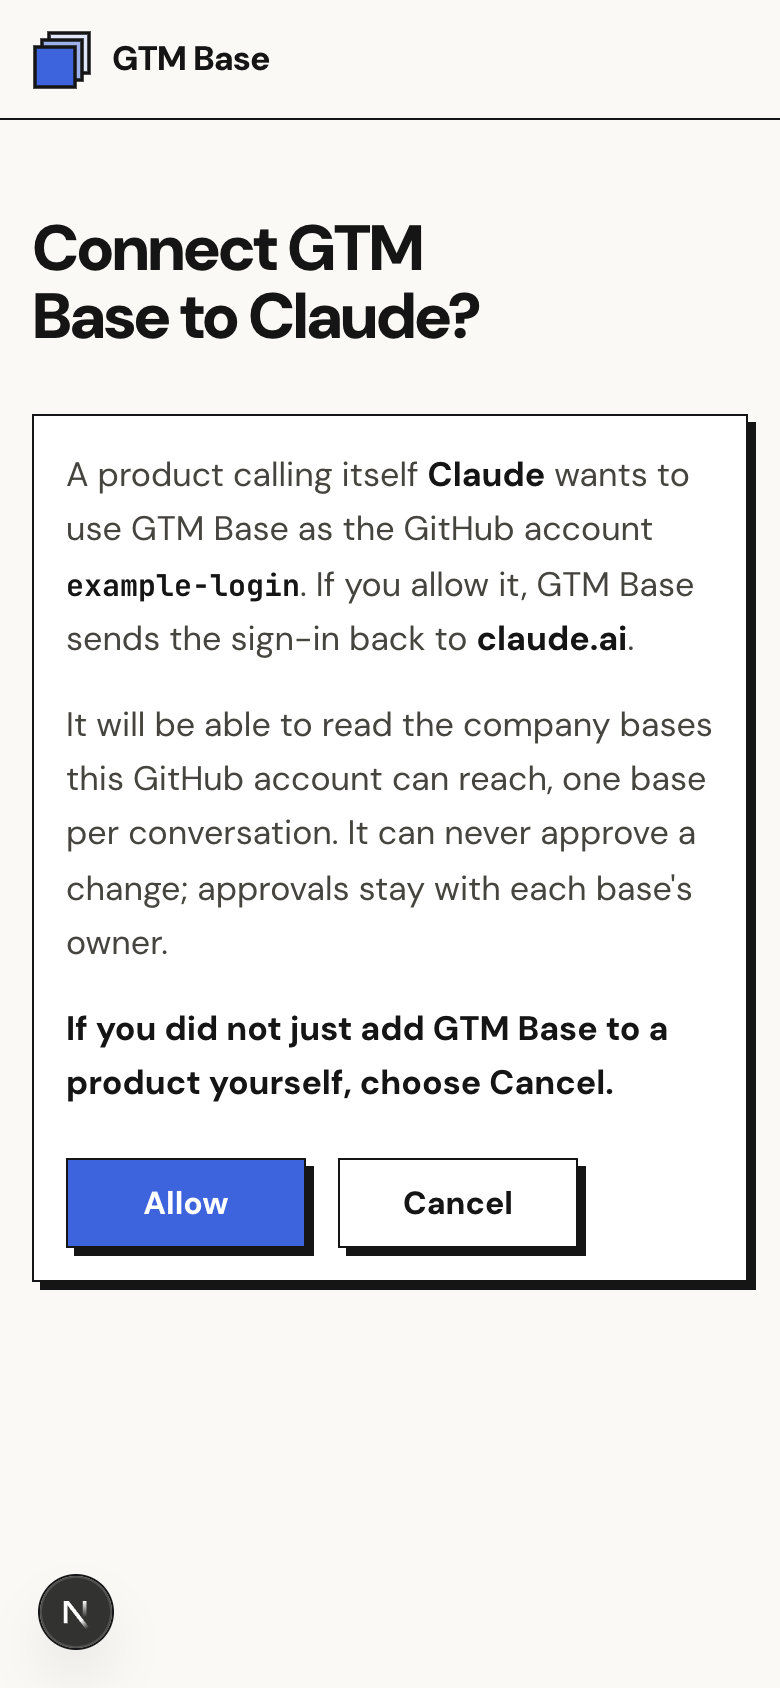 GTM Base
Connect GTM
Base to Claude?
A product calling itself Claude wants to
use GTM Base as the GitHub account
example-login. If you allow it, GTM Base
sends the sign-in back to claude.ai.
It will be able to read the company bases
this GitHub account can reach, one base
per conversation. It can never approve a
change; approvals stay with each base's
owner.
If you did not just add GTM Base to a
product yourself, choose Cancel.
Allow
Cancel
N